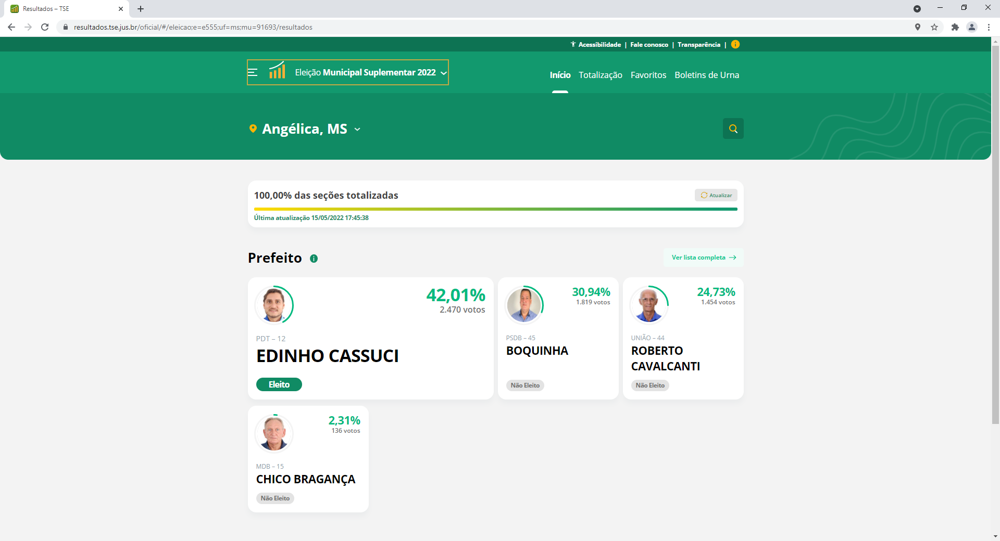 Resultados – TSE
resultados.tse.jus.br/oficial/#/eleicao;e=e555;uf=ms;mu=91693/resultados
Acessibilidade | Fale conosco | Transparência |
Eleição Municipal Suplementar 2022
Início Totalização Favoritos Boletins de Urna
Angélica, MS
100,00% das seções totalizadas
Atualizar
Última atualização 15/05/2022 17:45:38
Prefeito
Ver lista completa
42,01%
2.470 votos
PDT – 12
EDINHO CASSUCI
Eleito
30,94%
1.819 votos
PSDB – 45
BOQUINHA
Não Eleito
24,73%
1.454 votos
UNIÃO – 44
ROBERTO
CAVALCANTI
Não Eleito
2,31%
136 votos
MDB – 15
CHICO BRAGANÇA
Não Eleito